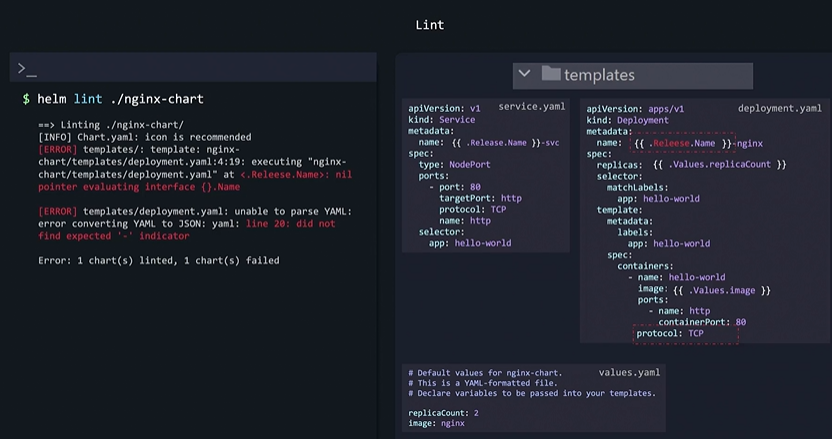 Lint
>_
$ helm lint ./nginx-chart
==> Linting ./nginx-chart/
[INFO] Chart.yaml: icon is recommended
[ERROR] templates/: template: nginx-
chart/templates/deployment.yaml:4:19: executing "nginx-
chart/templates/deployment.yaml" at <.Releese.Name>: nil
pointer evaluating interface {}.Name
[ERROR] templates/deployment.yaml: unable to parse YAML:
error converting YAML to JSON: yaml: line 20: did not
find expected '-' indicator
Error: 1 chart(s) linted, 1 chart(s) failed
templates
service.yaml
apiVersion: v1
kind: Service
metadata:
name: {{ .Release.Name }}-svc
spec:
type: NodePort
ports:
- port: 80
targetPort: http
protocol: TCP
name: http
selector:
app: hello-world
deployment.yaml
apiVersion: apps/v1
kind: Deployment
metadata:
name: {{ .Releese.Name }}-nginx
spec:
replicas: {{ .Values.replicaCount }}
selector:
matchLabels:
app: hello-world
template:
metadata:
labels:
app: hello-world
spec:
containers:
- name: hello-world
image: {{ .Values.image }}
ports:
- name: http
containerPort: 80
protocol: TCP
values.yaml
# Default values for nginx-chart.
# This is a YAML-formatted file.
# Declare variables to be passed into your templates.
replicaCount: 2
image: nginx